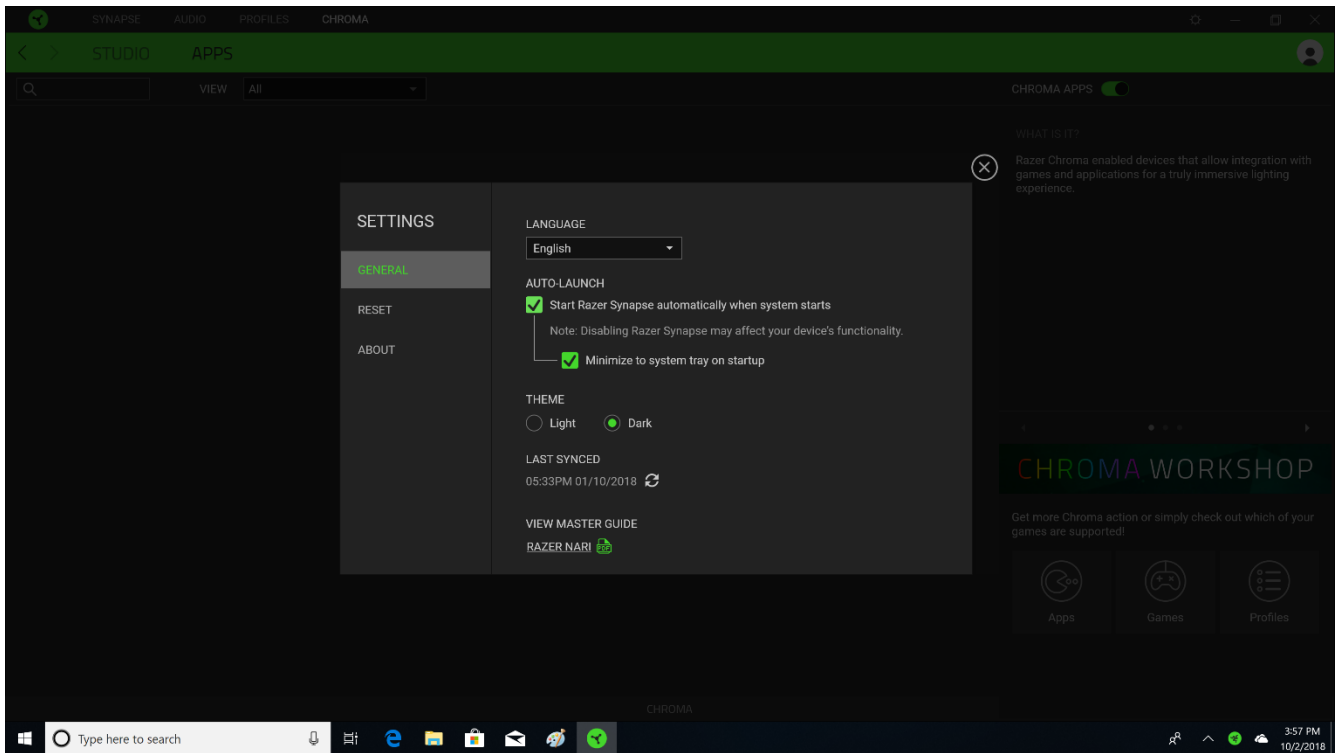 SYNAPSE AUDIO PROFILES CHROMA
STUDIO APPS
VIEW All
CHROMA APPS
WHAT IS IT?
Razer Chroma enabled devices that allow integration with
games and applications for a truly immersive lighting
experience.
SETTINGS
GENERAL
RESET
ABOUT
LANGUAGE
English
AUTO-LAUNCH
Start Razer Synapse automatically when system starts
Note: Disabling Razer Synapse may affect your device's functionality.
Minimize to system tray on startup
THEME
Light Dark
LAST SYNCED
05:33PM 01/10/2018
VIEW MASTER GUIDE
RAZER NARI PDF
CHROMA WORKSHOP
Get more Chroma action or simply check out which of your
games are supported!
Apps Games Profiles
CHROMA
Type here to search
3:57 PM
10/2/2018